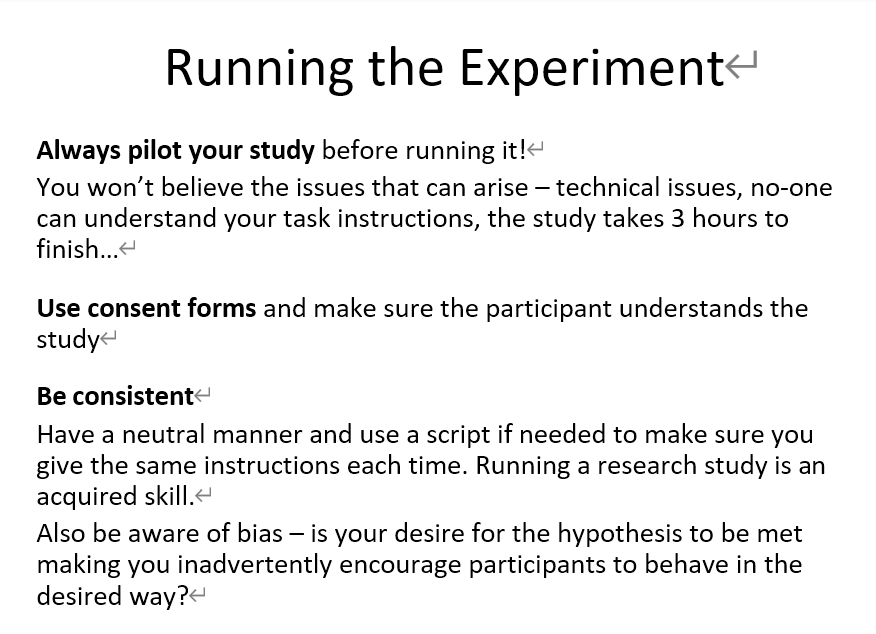 Running the Experiment
Always pilot your study before running it!
You won’t believe the issues that can arise – technical issues, no-one
can understand your task instructions, the study takes 3 hours to
finish...
Use consent forms and make sure the participant understands the
study
Be consistent
Have a neutral manner and use a script if needed to make sure you
give the same instructions each time. Running a research study is an
acquired skill.
Also be aware of bias – is your desire for the hypothesis to be met
making you inadvertently encourage participants to behave in the
desired way?